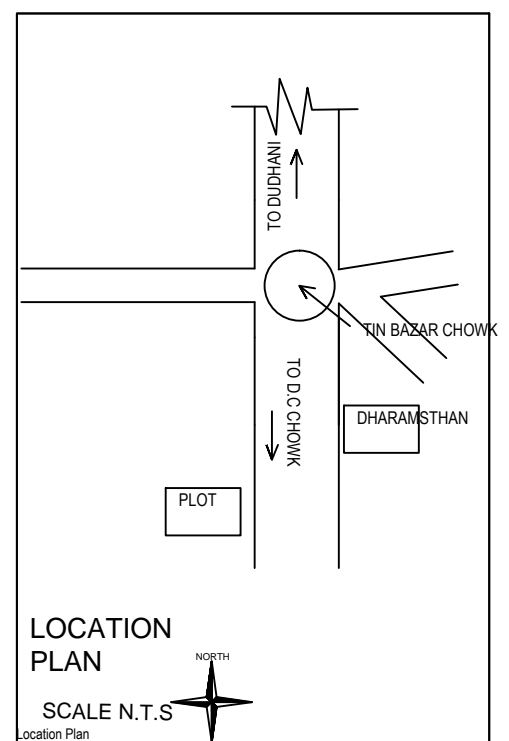 TO DUDHANI
TIN BAZAR CHOWK
TO D.C CHOWK
DHARAMSTHAN
PLOT
LOCATION
PLAN
NORTH
SCALE N.T.S
Location Plan